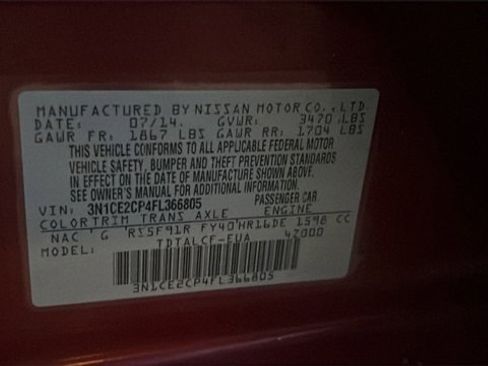 MANUFACTURED BY NISSAN MOTOR CO., LTD.
DATE: 07/14. GVWR: 3470 LBS
GAWR FR: 1867 LBS GAWR RR: 1704 LBS
THIS VEHICLE CONFORMS TO ALL APPLICABLE FEDERAL MOTOR
VEHICLE SAFETY, BUMPER AND THEFT PREVENTION STANDARDS
IN EFFECT ON THE DATE OF MANUFACTURE SHOWN ABOVE.
SEE OWNER'S MANUAL FOR ADDITIONAL INFORMATION.
VIN: 3N1CE2CP4FL366805 PASSENGER CAR
COLOR TRIM TRANS AXLE ENGINE
NAC G RE5F91R FY40 HR16DE 1598 CC
MODEL: TDTALCF-EUA 42000
3N1CE2CP4FL366805